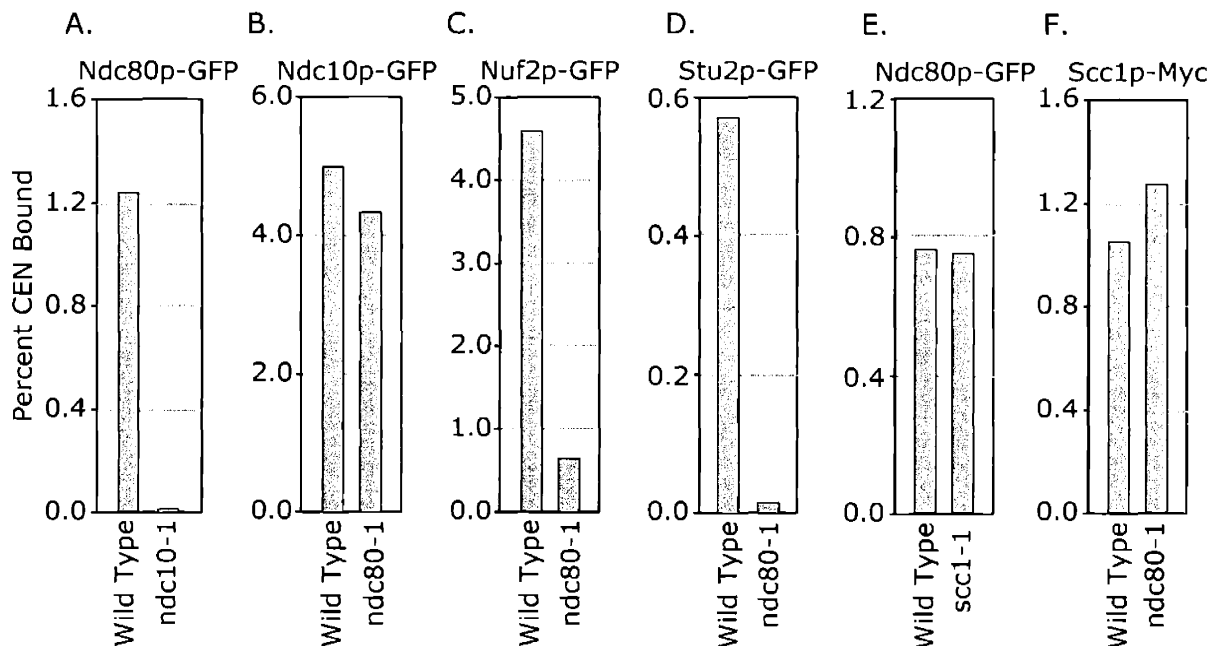 A.
B.
C.
D.
E.
F.
Ndc80p-GFP
Ndc10p-GFP
Nuf2p-GFP
Stu2p-GFP
Ndc80p-GFP
Scc1p-Myc
Percent CEN Bound
1.6
1.2
0.8
0.4
0.0
6.0
4.0
2.0
0.0
5.0
4.0
3.0
2.0
1.0
0.0
0.6
0.4
0.2
0.0
1.2
0.8
0.4
0.0
1.6
1.2
0.8
0.4
0.0
Wild Type
ndc10-1
Wild Type
ndc80-1
Wild Type
ndc80-1
Wild Type
ndc80-1
Wild Type
scc1-1
Wild Type
ndc80-1